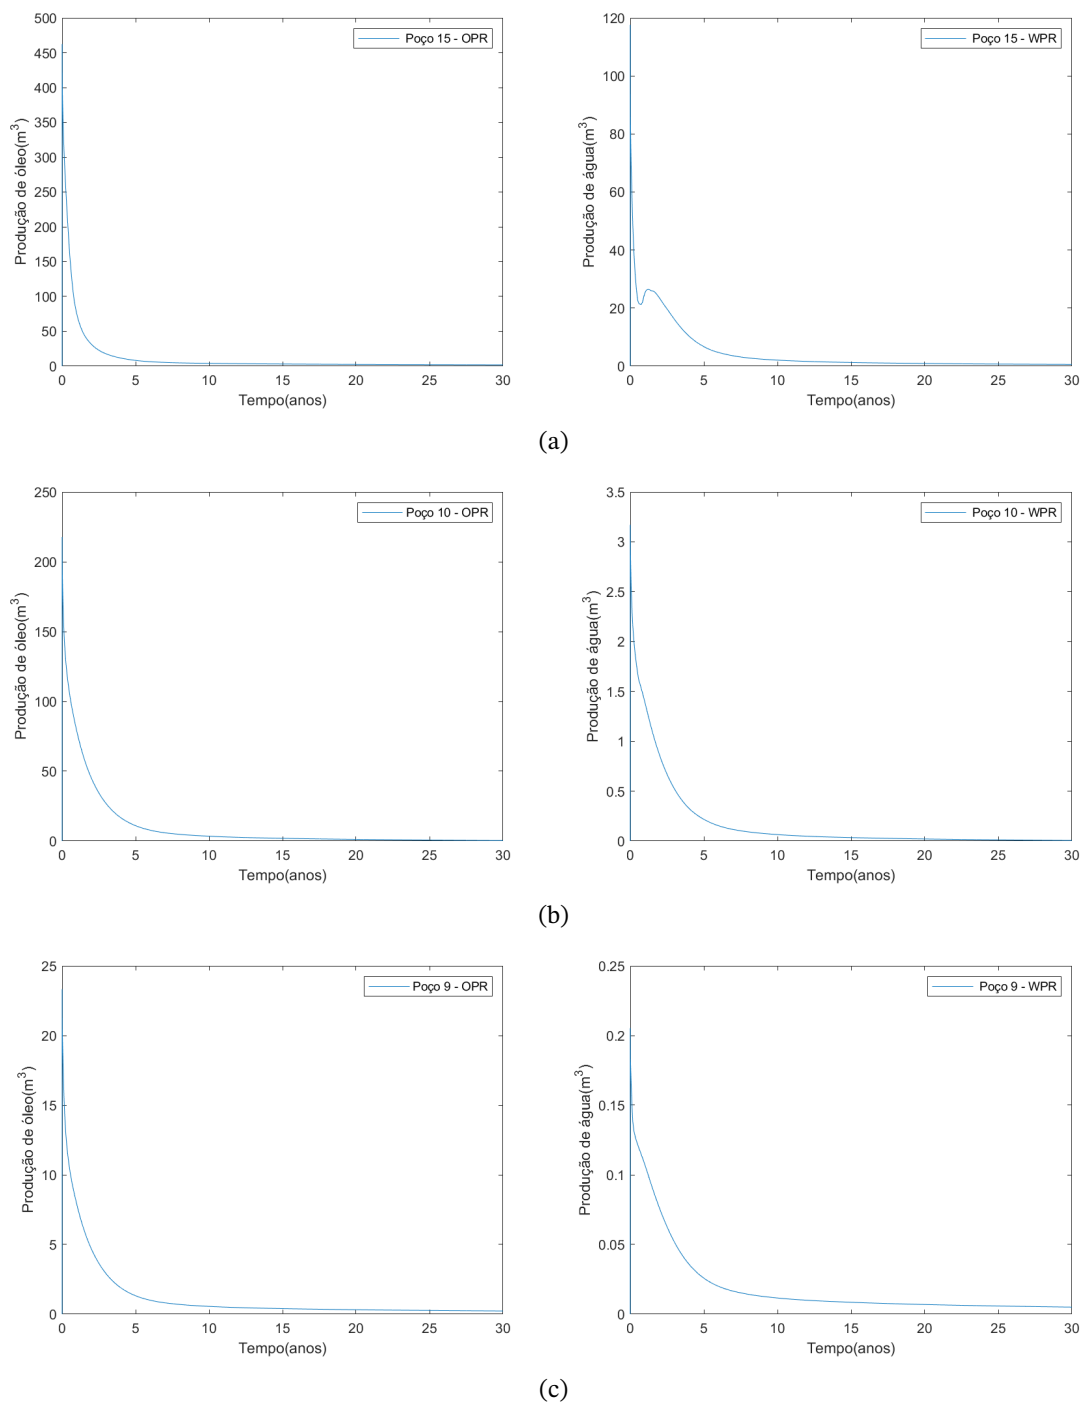 Poço 15 - OPR
Produção de óleo(m³)
500
450
400
350
300
250
200
150
100
50
0
0 5 10 15 20 25 30
Tempo(anos)
Poço 15 - WPR
Produção de água(m³)
120
100
80
60
40
20
0
0 5 10 15 20 25 30
Tempo(anos)
(a)
Poço 10 - OPR
Produção de óleo(m³)
250
200
150
100
50
0
0 5 10 15 20 25 30
Tempo(anos)
Poço 10 - WPR
Produção de água(m³)
3.5
3
2.5
2
1.5
1
0.5
0
0 5 10 15 20 25 30
Tempo(anos)
(b)
Poço 9 - OPR
Produção de óleo(m³)
25
20
15
10
5
0
0 5 10 15 20 25 30
Tempo(anos)
Poço 9 - WPR
Produção de água(m³)
0.25
0.2
0.15
0.1
0.05
0
0 5 10 15 20 25 30
Tempo(anos)
(c)